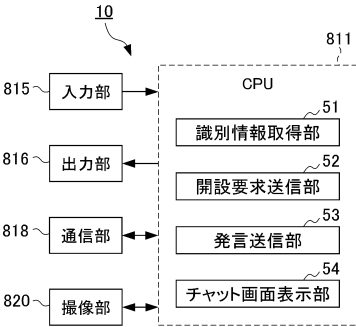 10
811
CPU
815
入力部
51
識別情報取得部
816
出力部
52
開設要求送信部
818
通信部
53
発言送信部
820
撮像部
54
チャット画面表示部